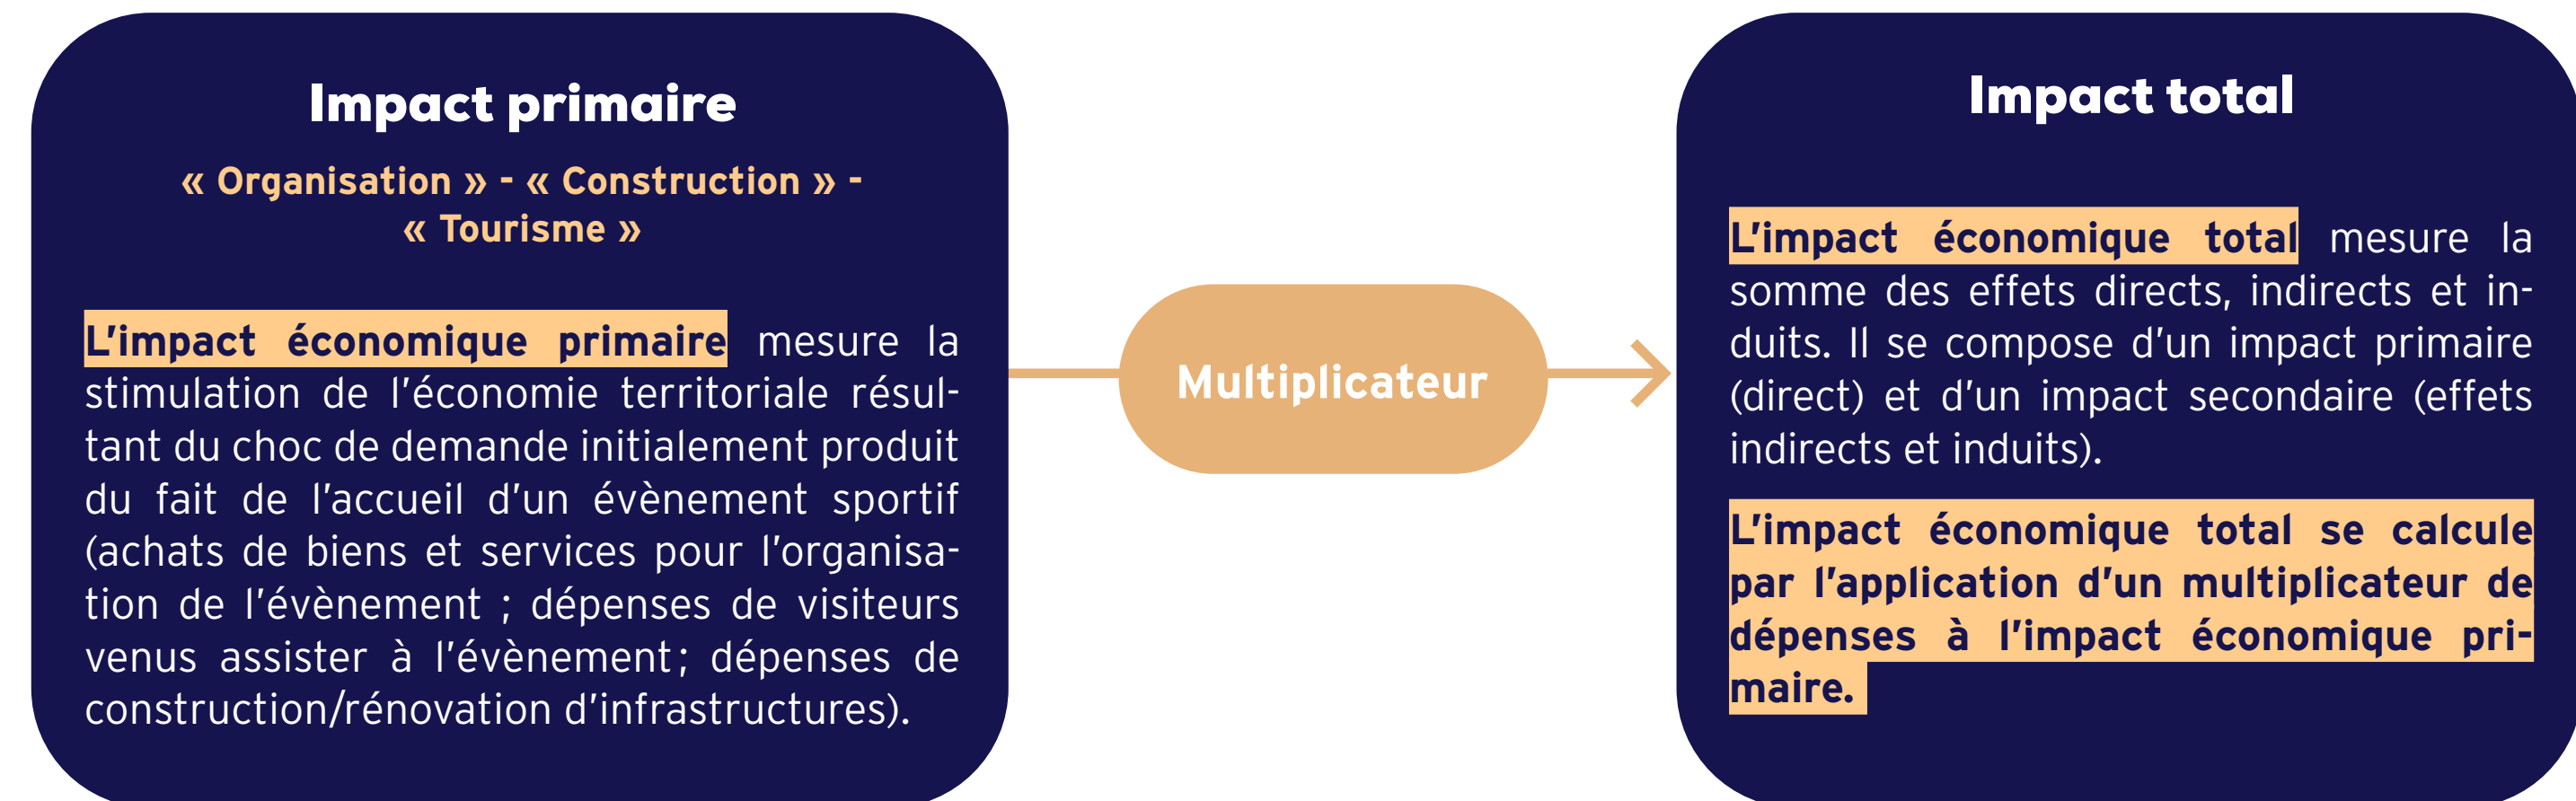 Impact primaire
« Organisation » - « Construction » -
« Tourisme »
L’impact économique primaire mesure la
stimulation de l’économie territoriale résul-
tant du choc de demande initialement produit
du fait de l’accueil d’un évènement sportif
(achats de biens et services pour l’organisa-
tion de l’évènement ; dépenses de visiteurs
venus assister à l’évènement; dépenses de
construction/rénovation d’infrastructures).
Multiplicateur
Impact total
L’impact économique total mesure la
somme des effets directs, indirects et in-
duits. Il se compose d’un impact primaire
(direct) et d’un impact secondaire (effets
indirects et induits).
L’impact économique total se calcule
par l’application d’un multiplicateur de
dépenses à l’impact économique pri-
maire.